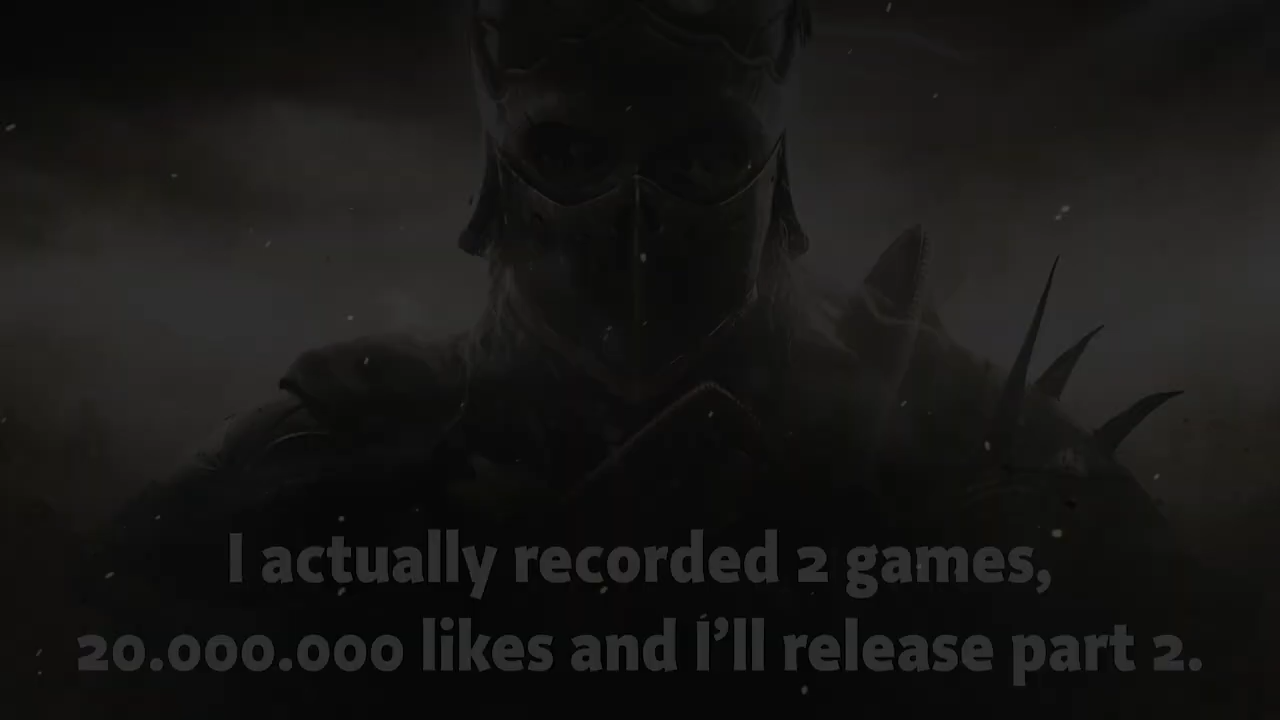 I actually recorded 2 games,
20.000.000 likes and I’ll release part 2.